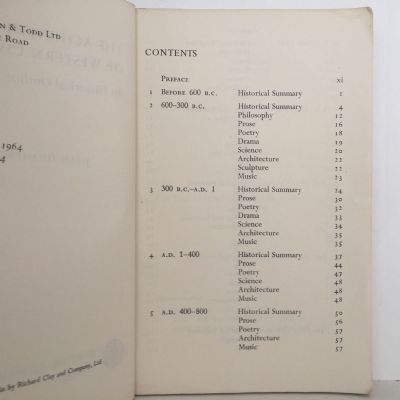 N & TODD LTD
ROAD
1964
4
in by Richard Clay and Company, Ltd
CONTENTS
PREFACE xi
1 BEFORE 600 B.C. Historical Summary 1
2 600–300 B.C. Historical Summary 4
Philosophy 12
Prose 16
Poetry 18
Drama 19
Science 20
Architecture 22
Sculpture 22
Music 23
3 300 B.C.–A.D. 1 Historical Summary 24
Prose 30
Poetry 32
Drama 33
Science 34
Architecture 35
Music 35
4 A.D. 1–400 Historical Summary 37
Prose 44
Poetry 47
Science 48
Architecture 48
Music 48
5 A.D. 400–800 Historical Summary 50
Prose 56
Poetry 57
Architecture 57
Music 57